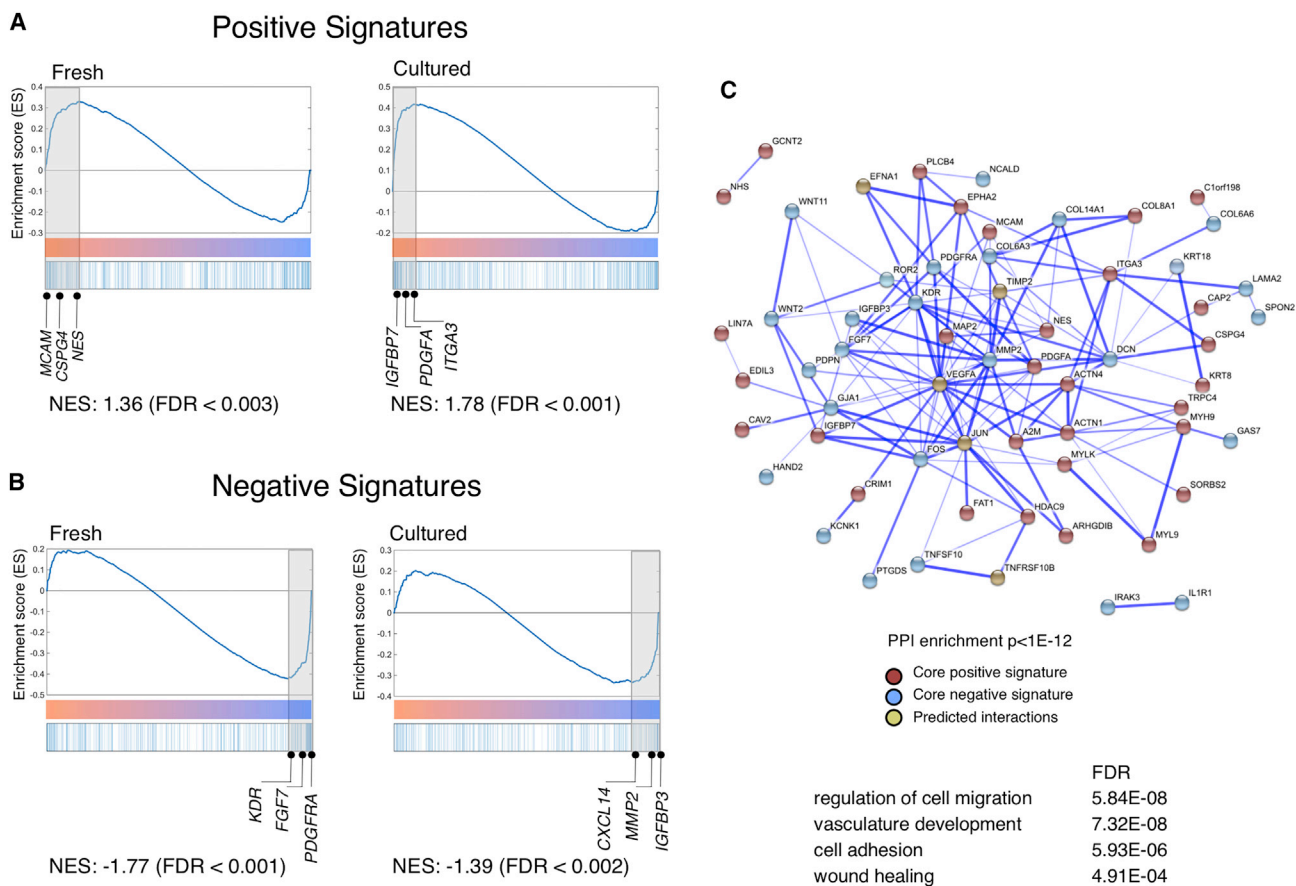 A
Positive Signatures
Fresh
Enrichment score (ES)
0.4
0.3
0.2
0.1
0
-0.1
-0.2
-0.3
MCAM
CSPG4
NES
NES: 1.36 (FDR < 0.003)
Cultured
0.5
0.4
0.3
0.2
0.1
0
-0.1
-0.2
IGFBP7
PDGFA
ITGA3
NES: 1.78 (FDR < 0.001)
B
Negative Signatures
Fresh
Enrichment score (ES)
0.2
0.1
0
-0.1
-0.2
-0.3
-0.4
-0.5
KDR
FGF7
PDGFRA
NES: -1.77 (FDR < 0.001)
Cultured
Enrichment score (ES)
0.3
0.2
0.1
0
-0.1
-0.2
-0.3
-0.4
CXCL14
MMP2
IGFBP3
NES: -1.39 (FDR < 0.002)
C
GCNT2
NHS
PLCB4
NCALD
EFNA1
EPHA2
WNT11
MCAM
COL14A1
COL8A1
C1orf198
COL6A6
COL6A3
PDGFRA
ROR2
TIMP2
ITGA3
KRT18
LAMA2
KDR
IGFBP3
WNT2
CAP2
SPON2
LIN7A
FGF7
MAP2
NES
MMP2
DCN
CSPG4
PDPN
PDGFA
EDIL3
VEGFA
ACTN4
KRT8
GJA1
TRPC4
CAV2
IGFBP7
JUN
A2M
ACTN1
MYH9
GAS7
FOS
MYLK
HAND2
CRIM1
SORBS2
FAT1
HDAC9
KCNK1
ARHGDIB
MYL9
TNFSF10
PTGDS
TNFRSF10B
IRAK3
IL1R1
PPI enrichment p<1E-12
Core positive signature
Core negative signature
Predicted interactions
FDR
regulation of cell migration 5.84E-08
vasculature development 7.32E-08
cell adhesion 5.93E-06
wound healing 4.91E-04